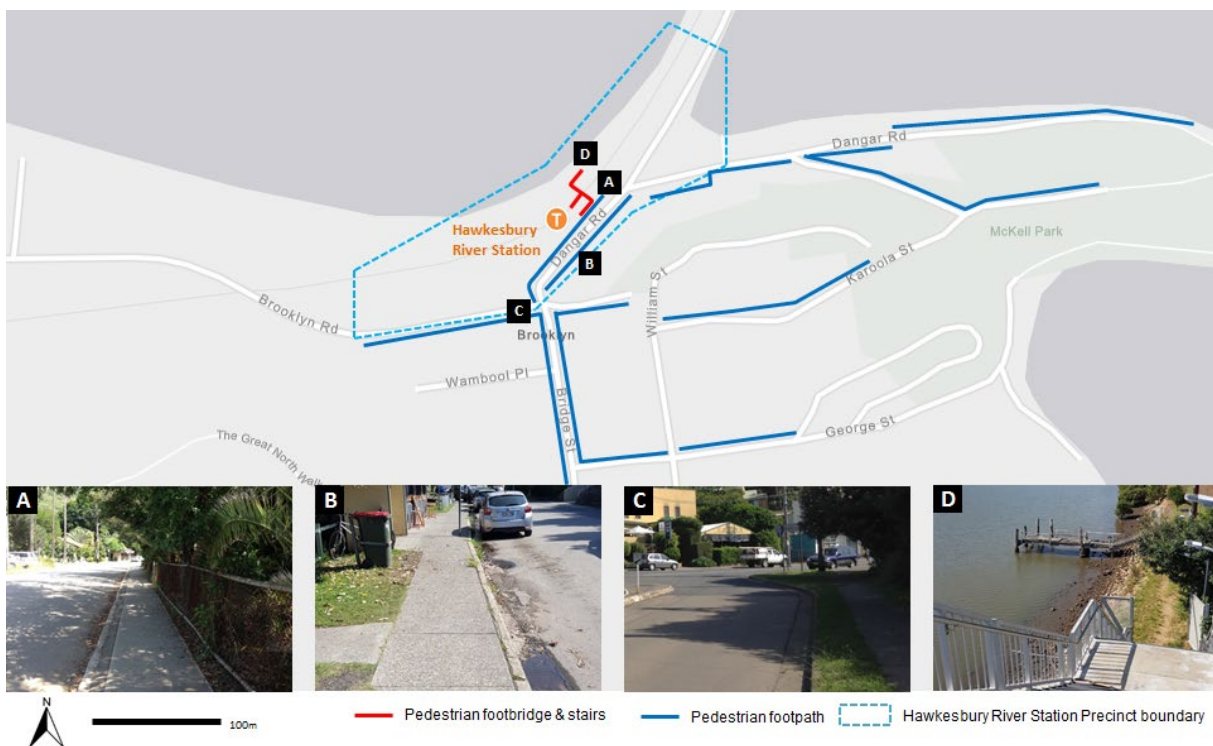 Dangar Rd
D
A
T
Hawkesbury
River Station
Dangar Rd
B
McKell Park
William St
Karoola St
C
Brooklyn Rd
Brooklyn
Wambool Pl
Bridge St
George St
The Great North Walk
A
B
C
D
N
100m
Pedestrian footbridge & stairs
Pedestrian footpath
Hawkesbury River Station Precinct boundary